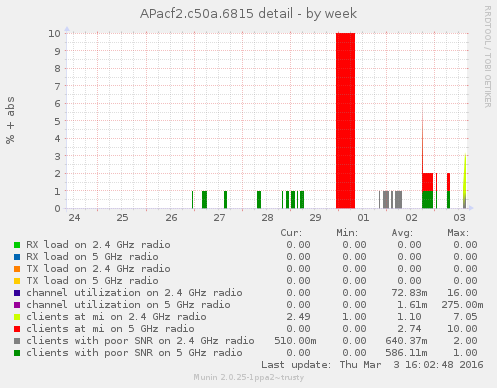 APacf2.c50a.6815 detail - by week
RRDTOOL / TOBI OETIKER
% + abs
10
9
8
7
6
5
4
3
2
1
0
24 25 26 27 28 29 01 02 03
Cur: Min: Avg: Max:
RX load on 2.4 GHz radio 0.00 0.00 0.00 0.00
RX load on 5 GHz radio 0.00 0.00 0.00 0.00
TX load on 2.4 GHz radio 0.00 0.00 0.00 0.00
TX load on 5 GHz radio 0.00 0.00 0.00 0.00
channel utilization on 2.4 GHz radio 0.00 0.00 72.83m 16.00
channel utilization on 5 GHz radio 0.00 0.00 1.61m 275.00m
clients at mi on 2.4 GHz radio 2.49 1.00 1.10 7.05
clients at mi on 5 GHz radio 0.00 0.00 2.74 10.00
clients with poor SNR on 2.4 GHz radio 510.00m 0.00 640.37m 2.00
clients with poor SNR on 5 GHz radio 0.00 0.00 586.11m 1.00
Last update: Thu Mar 3 16:02:48 2016
Munin 2.0.25-1ppa2~trusty